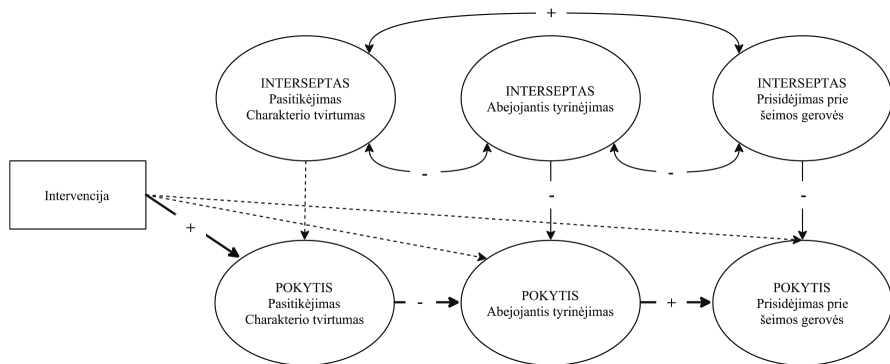 +
INTERSEPTAS
Pasitikėjimas
Charakterio tvirtumas
INTERSEPTAS
Abejojantis tyrinėjimas
INTERSEPTAS
Prisidėjimas prie
šeimos gerovės
-
-
Intervencija
-
-
+
POKYTIS
Pasitikėjimas
Charakterio tvirtumas
-
POKYTIS
Abejojantis tyrinėjimas
+
POKYTIS
Prisidėjimas prie
šeimos gerovės